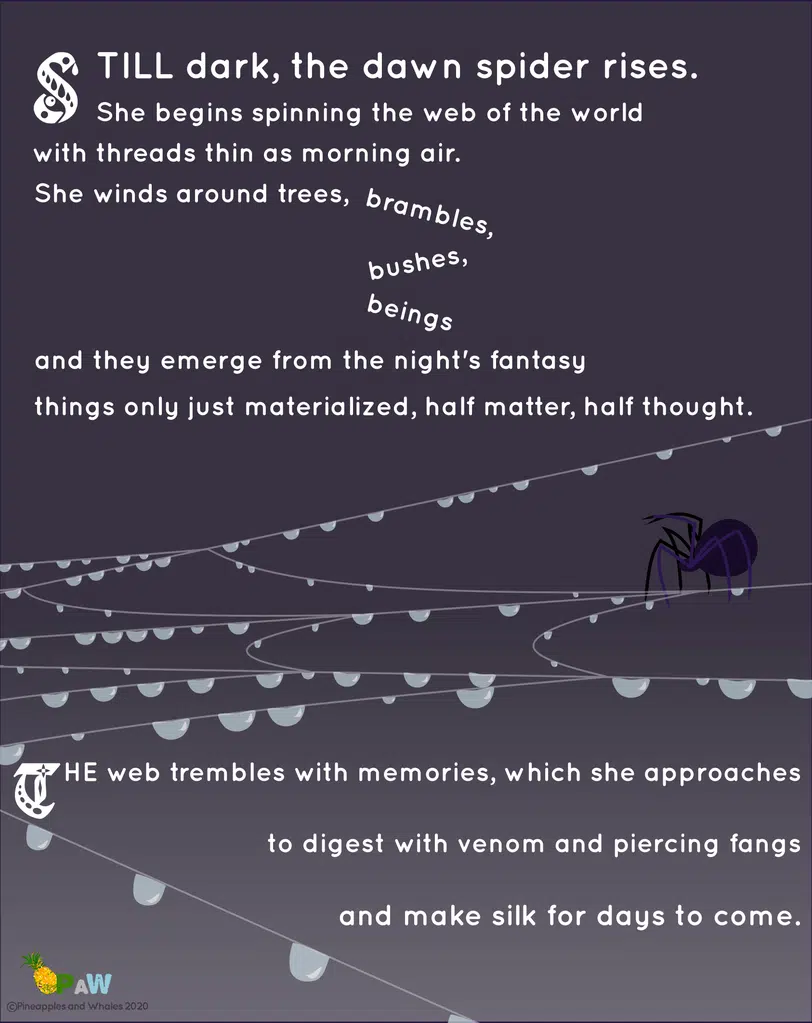 STILL dark, the dawn spider rises.
She begins spinning the web of the world
with threads thin as morning air.
She winds around trees, brambles,
bushes,
beings
and they emerge from the night's fantasy
things only just materialized, half matter, half thought.
THE web trembles with memories, which she approaches
to digest with venom and piercing fangs
and make silk for days to come.
PAW
©Pineapples and Whales 2020